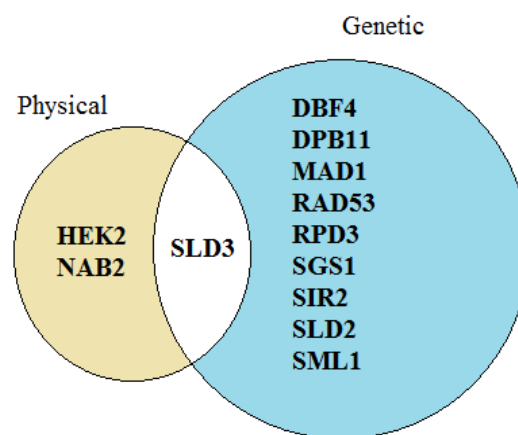 Genetic
Physical
HEK2
NAB2
SLD3
DBF4
DPB11
MAD1
RAD53
RPD3
SGS1
SIR2
SLD2
SML1